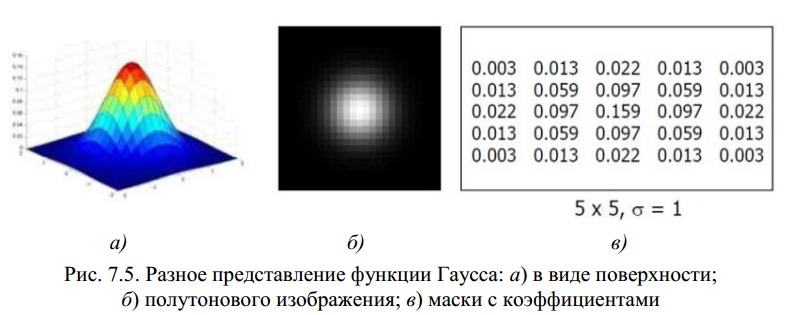 0.003 0.013 0.022 0.013 0.003
0.013 0.059 0.097 0.059 0.013
0.022 0.097 0.159 0.097 0.022
0.013 0.059 0.097 0.059 0.013
0.003 0.013 0.022 0.013 0.003
5 x 5, σ = 1
а) б) в)
Рис. 7.5. Разное представление функции Гаусса: а) в виде поверхности;
б) полутонового изображения; в) маски с коэффициентами